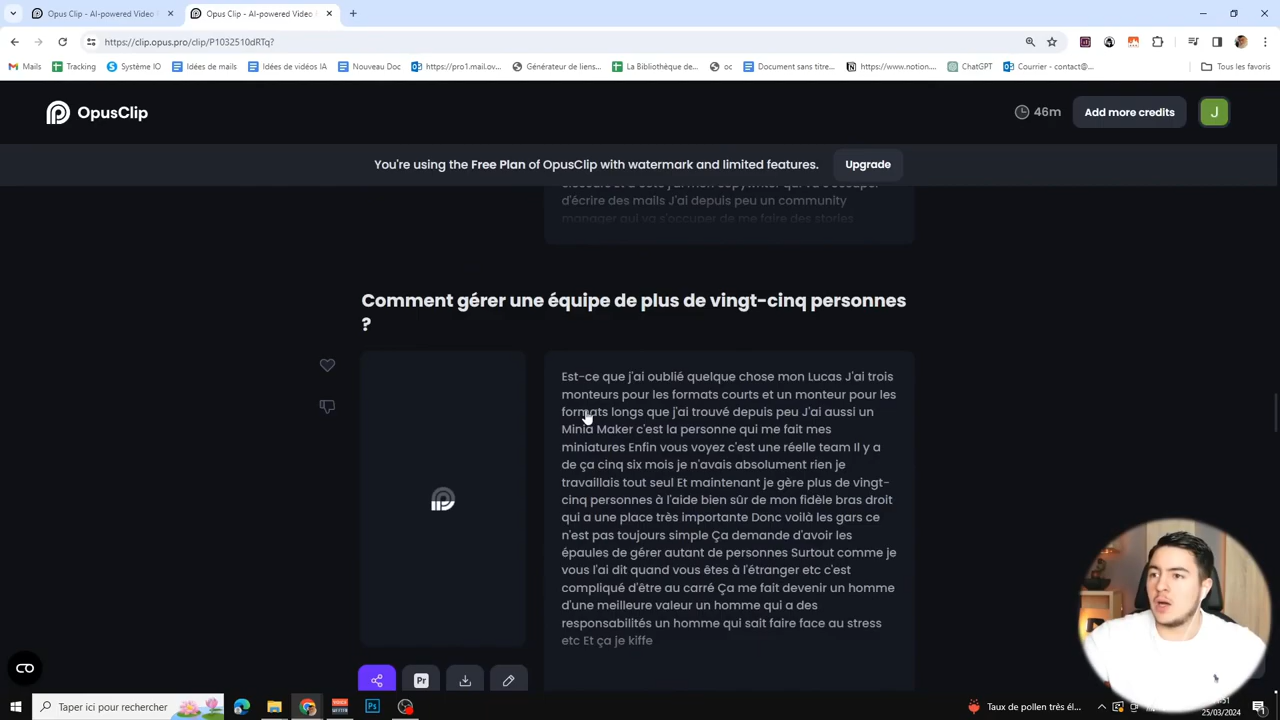 Opus Clip - AI-powered Video
Opus Clip - AI-powered Video
https://clip.opus.pro/clip/P1032510dRTq?
Mails
Tracking
Système IO
Idées de mails
Idées de vidéos IA
Nouveau Doc
https://pro1.mail.ov...
Générateur de liens...
La Bibliothèque de...
oc
Document sans titre...
https://www.notion....
ChatGPT
Courrier - contact@...
Tous les favoris
OpusClip
46m
Add more credits
J
You're using the Free Plan of OpusClip with watermark and limited features.
Upgrade
d'écrire des mails J'ai depuis peu un community
manager qui va s'occuper de me faire des stories
Comment gérer une équipe de plus de vingt-cinq personnes
?
Est-ce que j'ai oublié quelque chose mon Lucas J'ai trois
monteurs pour les formats courts et un monteur pour les
formats longs que j'ai trouvé depuis peu J'ai aussi un
Minia Maker c'est la personne qui me fait mes
miniatures Enfin vous voyez c'est une réelle team Il y a
de ça cinq six mois je n'avais absolument rien je
travaillais tout seul Et maintenant je gère plus de vingt-
cinq personnes à l'aide bien sûr de mon fidèle bras droit
qui a une place très importante Donc voilà les gars ce
n'est pas toujours simple Ça demande d'avoir les
épaules de gérer autant de personnes Surtout comme je
vous l'ai dit quand vous êtes à l'étranger etc c'est
compliqué d'être au carré Ça me fait devenir un homme
d'une meilleure valeur un homme qui a des
responsabilités un homme qui sait faire face au stress
etc Et ça je kiffe
Pr
Taper ici pour rechercher
Ps
Taux de pollen très él...
25/03/2024